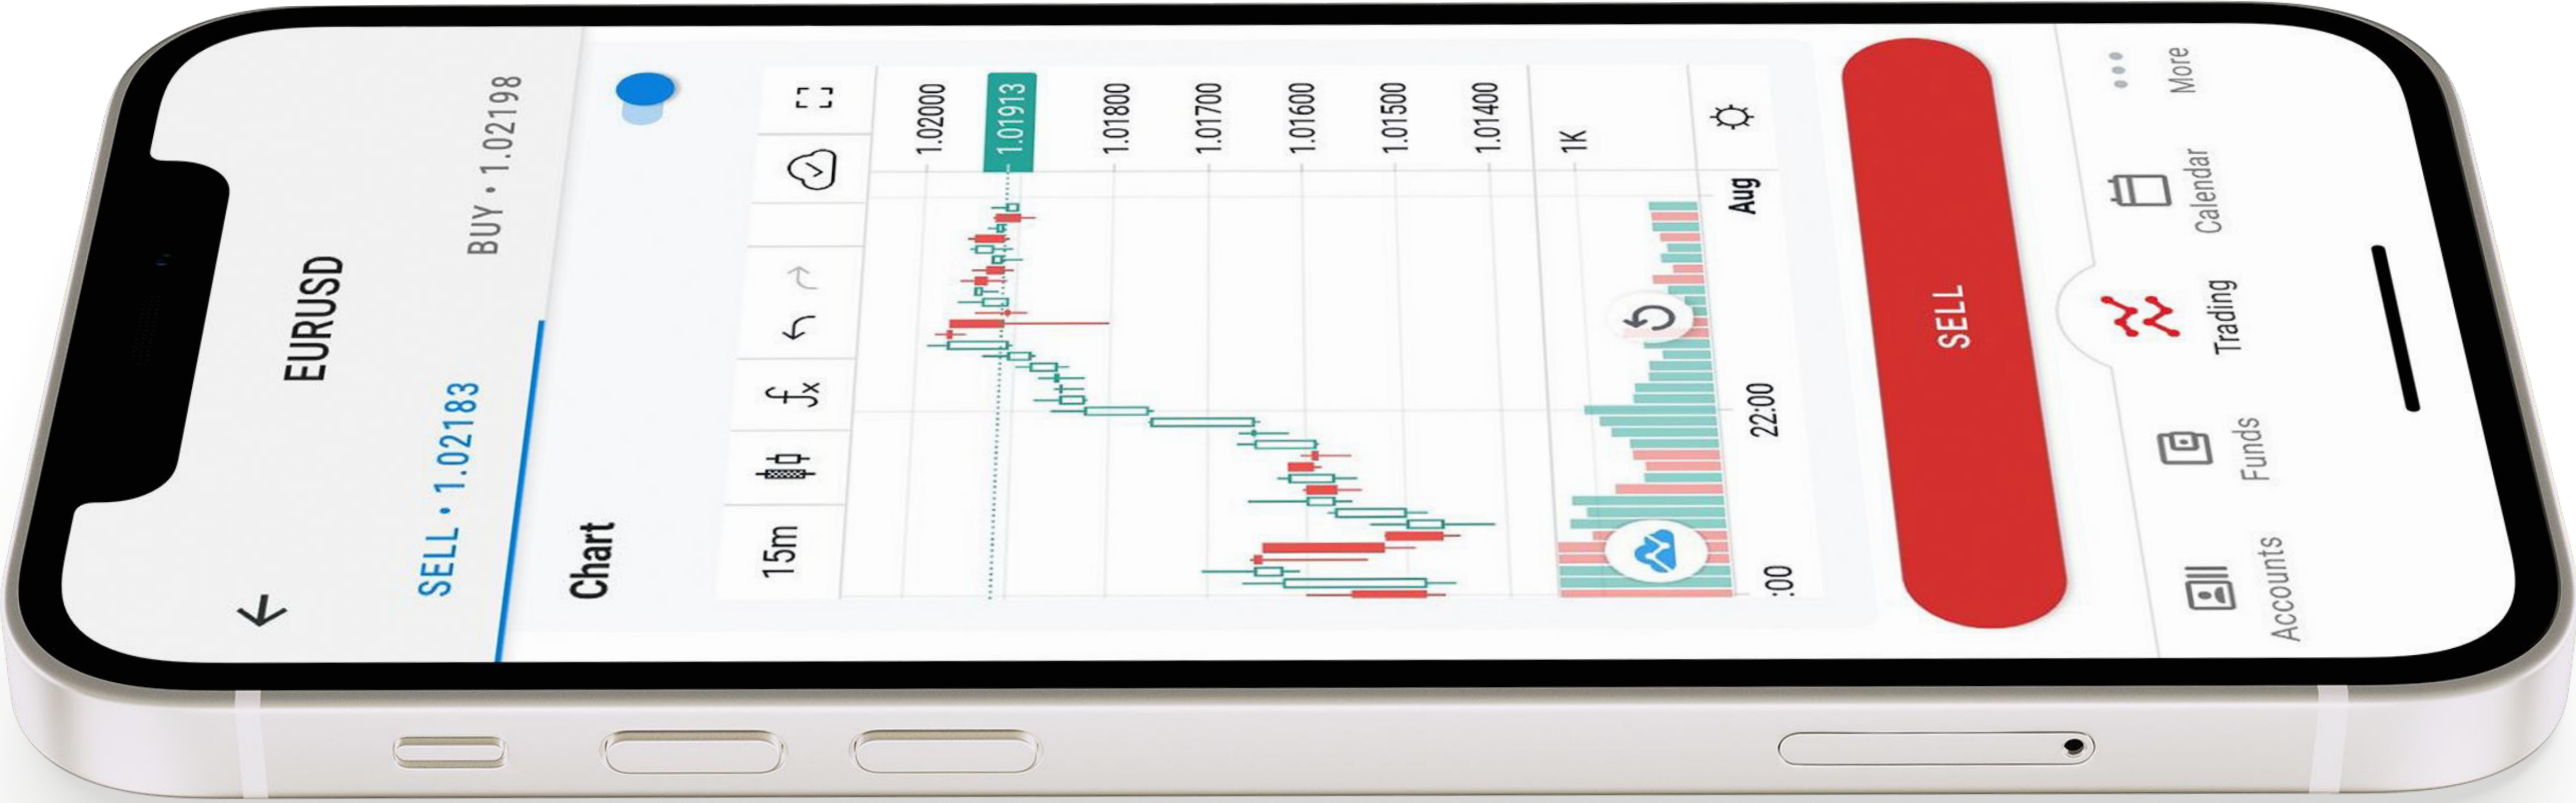 EURUSD
SELL • 1.02183
BUY • 1.02198
Chart
15m
fx
1.02000
1.01913
1.01800
1.01700
1.01600
1.01500
1.01400
1K
:00
22:00
Aug
SELL
Accounts
Funds
Trading
Calendar
More